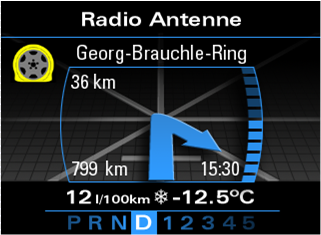 Radio Antenne
Georg-Brauchle-Ring
36 km
799 km 15:30
12 l/100km ❄ -12.5ºC
P R N D 1 2 3 4 5